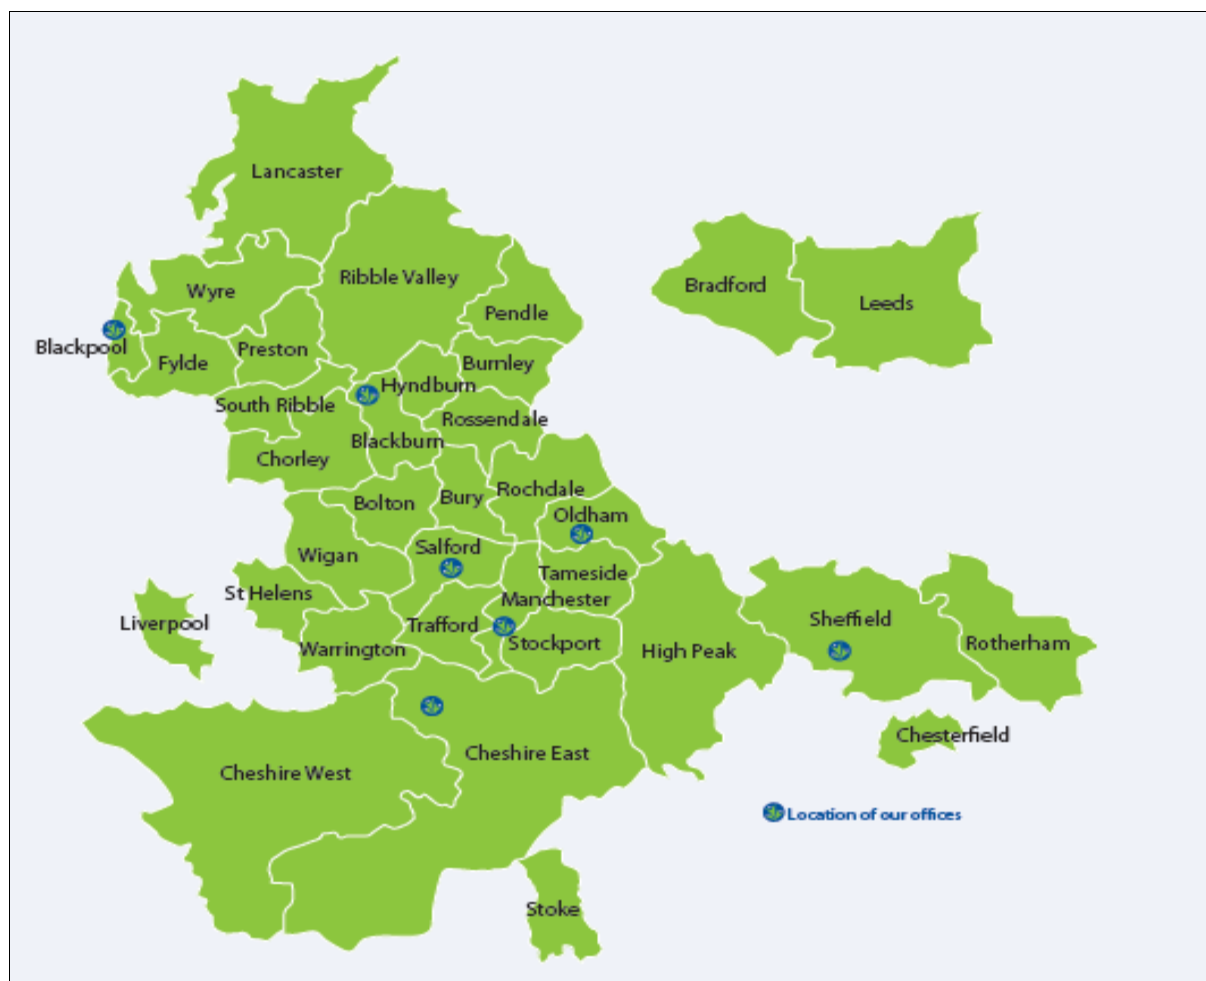 Lancaster
Ribble Valley
Bradford
Wyre
Leeds
Pendle
Blackpool
Preston
Fylde
Burnley
Hyndburn
South Ribble
Rossendale
Blackburn
Chorley
Rochdale
Bury
Bolton
Oldham
Salford
Wigan
Tameside
St Helens
Manchester
Liverpool
Trafford
Sheffield
Stockport
Rotherham
Warrington
High Peak
Chesterfield
Cheshire East
Cheshire West
Location of our offices
Stoke